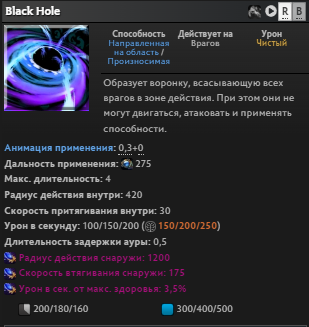 Black Hole
R B
Способность Действует на Урон
Направленная Врагов Чистый
на область /
Произносимая
Образует воронку, всасывающую всех
врагов в зоне действия. При этом они не
могут двигаться, атаковать и применять
способности.
Анимация применения: 0,3+0
Дальность применения: 275
Макс. длительность: 4
Радиус действия внутри: 420
Скорость притягивания внутри: 30
Урон в секунду: 100/150/200 (150/200/250)
Длительность задержки ауры: 0,5
Радиус действия снаружи: 1200
Скорость втягивания снаружи: 175
Урон в сек. от макс. здоровья: 3,5%
200/180/160 300/400/500